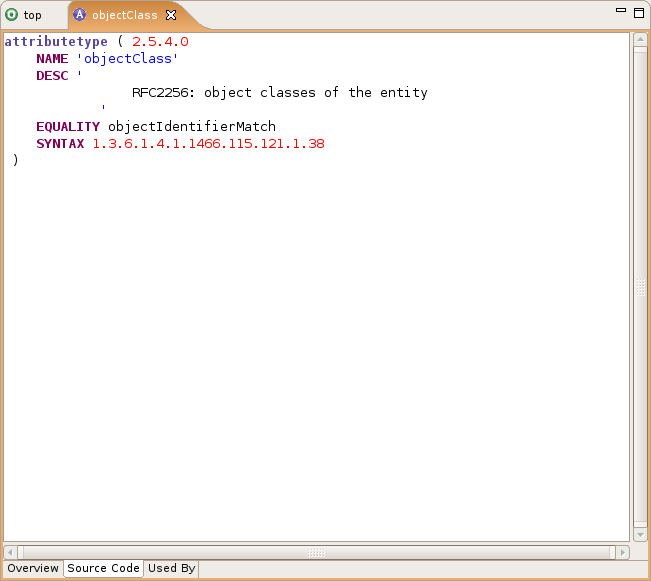 top objectClass
attributetype ( 2.5.4.0
NAME 'objectClass'
DESC '
RFC2256: object classes of the entity
'
EQUALITY objectIdentifierMatch
SYNTAX 1.3.6.1.4.1.1466.115.121.1.38
)
Overview Source Code Used By